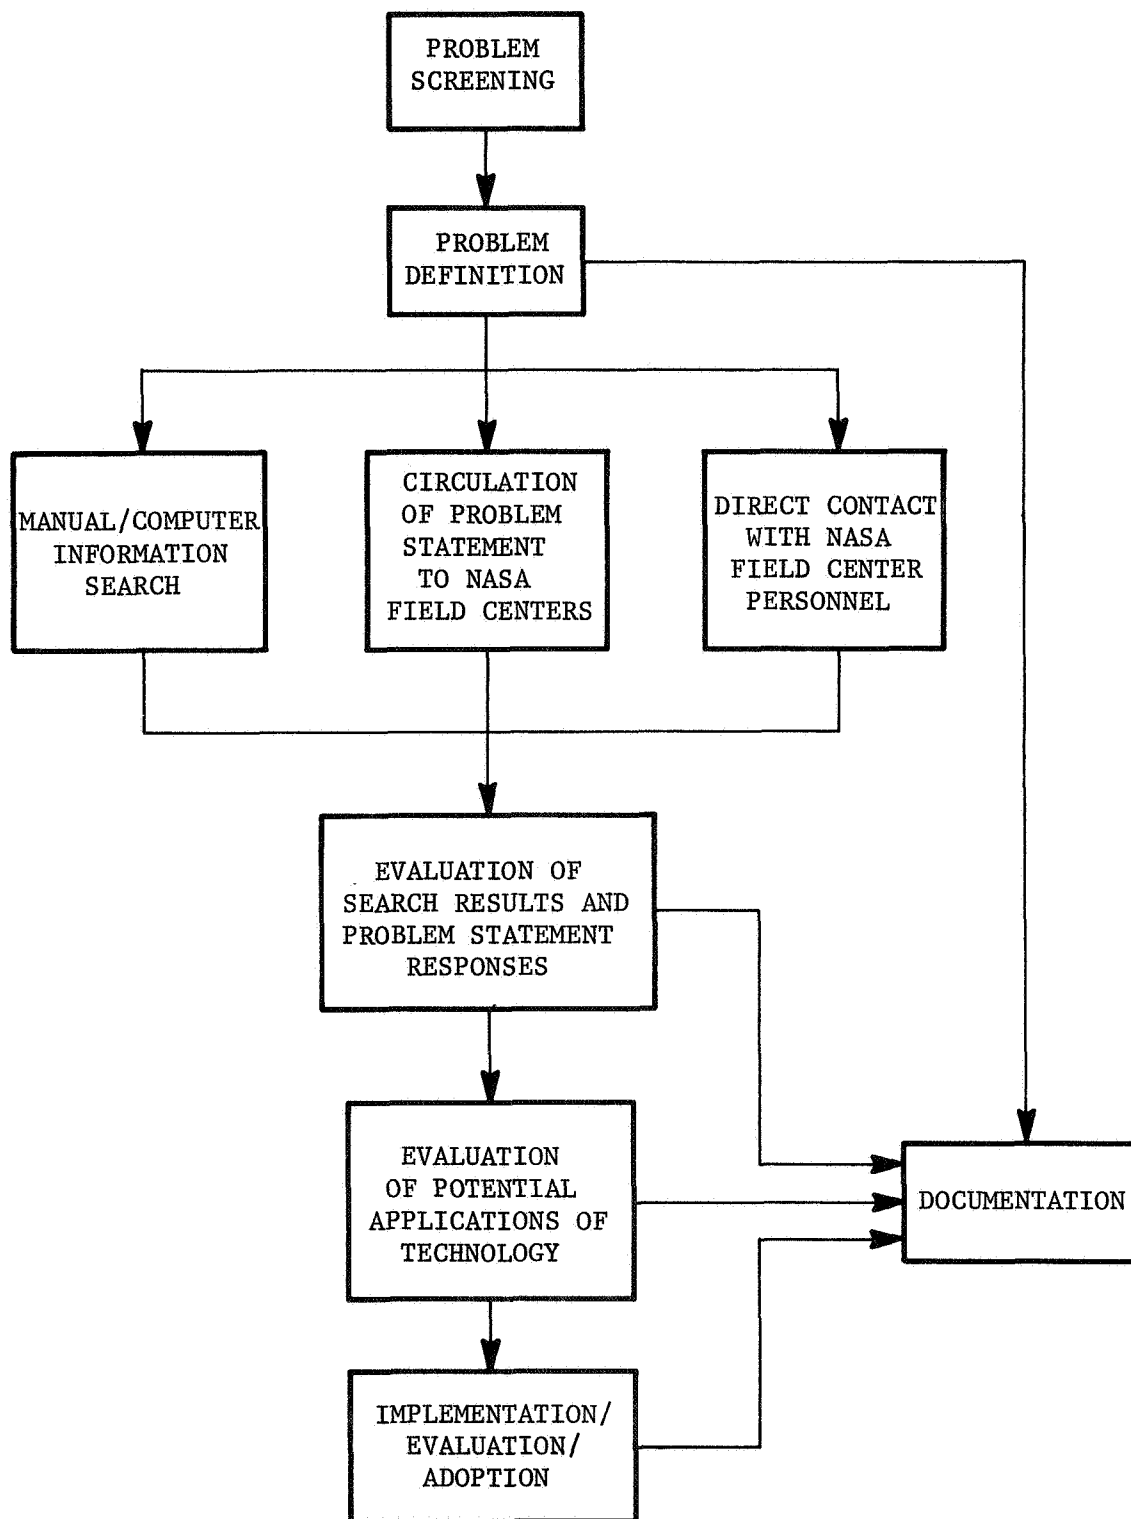 PROBLEM
SCREENING
PROBLEM
DEFINITION
MANUAL/COMPUTER
INFORMATION
SEARCH
CIRCULATION
OF PROBLEM
STATEMENT
TO NASA
FIELD CENTERS
DIRECT CONTACT
WITH NASA
FIELD CENTER
PERSONNEL
EVALUATION OF
SEARCH RESULTS AND
PROBLEM STATEMENT
RESPONSES
EVALUATION
OF POTENTIAL
APPLICATIONS OF
TECHNOLOGY
DOCUMENTATION
IMPLEMENTATION/
EVALUATION/
ADOPTION